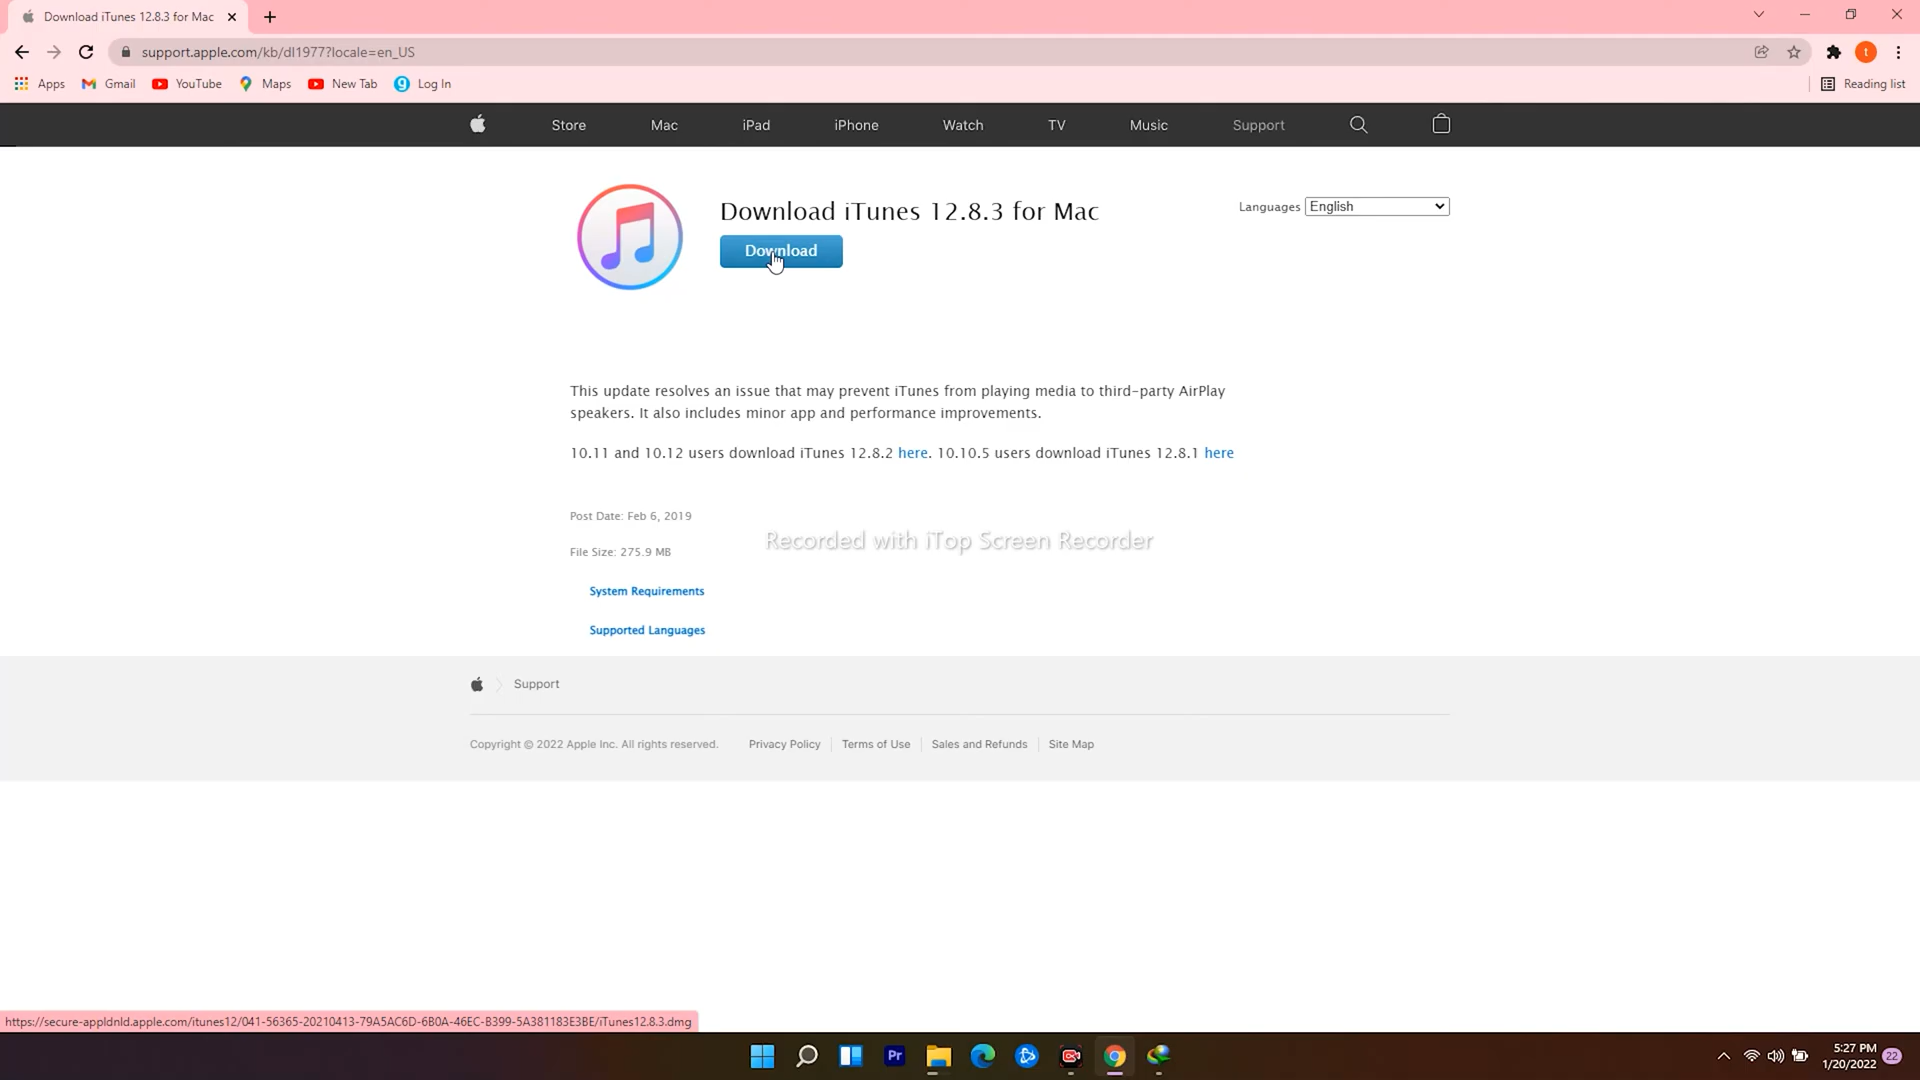 Download iTunes 12.8.3 for Mac
support.apple.com/kb/dl1977?locale=en_US
t
Apps Gmail YouTube Maps New Tab Log In Reading list
Store Mac iPad iPhone Watch TV Music Support
Download iTunes 12.8.3 for Mac
Languages English
Download
This update resolves an issue that may prevent iTunes from playing media to third-party AirPlay
speakers. It also includes minor app and performance improvements.
10.11 and 10.12 users download iTunes 12.8.2 here. 10.10.5 users download iTunes 12.8.1 here
Post Date: Feb 6, 2019
Recorded with iTop Screen Recorder
File Size: 275.9 MB
System Requirements
Supported Languages
Support
Copyright © 2022 Apple Inc. All rights reserved. Privacy Policy Terms of Use Sales and Refunds Site Map
https://secure-appldnld.apple.com/itunes12/041-56365-20210413-79A5AC6D-6B0A-46EC-B399-5A381183E3BE/iTunes12.8.3.dmg
Pr
5:27 PM
1/20/2022
22